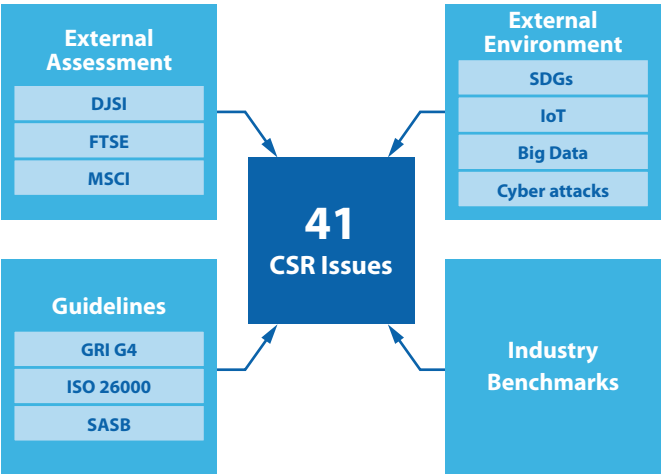 External
Assessment
DJSI
FTSE
MSCI
External
Environment
SDGs
IoT
Big Data
Cyber attacks
41
CSR Issues
Guidelines
GRI G4
ISO 26000
SASB
Industry
Benchmarks